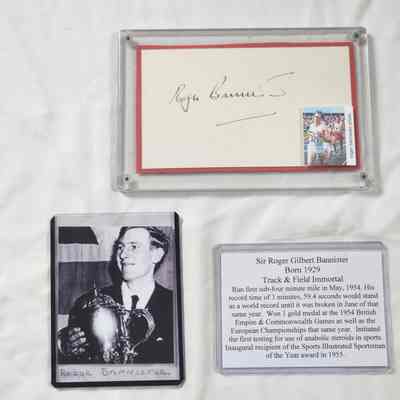 Roger Bannister
Roger Bannister
Sir Roger Gilbert Bannister
Born 1929
Track & Field Immortal
Ran first sub-four minute mile in May, 1954. His
record time of 3 minutes, 59.4 seconds would stand
as a world record until it was broken in June of that
year. Won 1 gold medal at the 1954 British
Empire & Commonwealth Games as well as the
European Championships that same year. Initiated
the first testing for use of anabolic steroids in sports.
Inaugural recipient of the Sports Illustrated Sportsman
of the Year award in 1955.